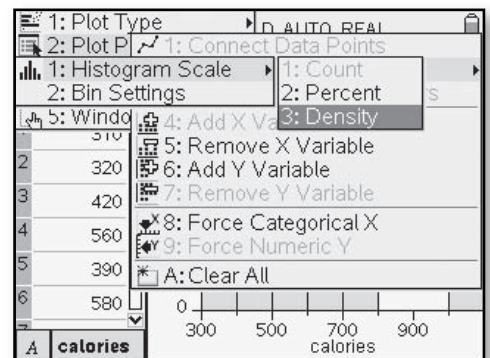 1: Plot Type
D AUTO REAL
2: Plot P
1: Connect Data Points
1: Histogram Scale
1: Count
2: Bin Settings
2: Percent
s
5: Windo
4: Add X Va
3: Density
310
5: Remove X Variable
2 320
6: Add Y Variable
3 420
7: Remove Y Variable
4 560
8: Force Categorical X
9: Force Numeric Y
5 390
A: Clear All
6 580
0
300 500 700 900
A calories
calories